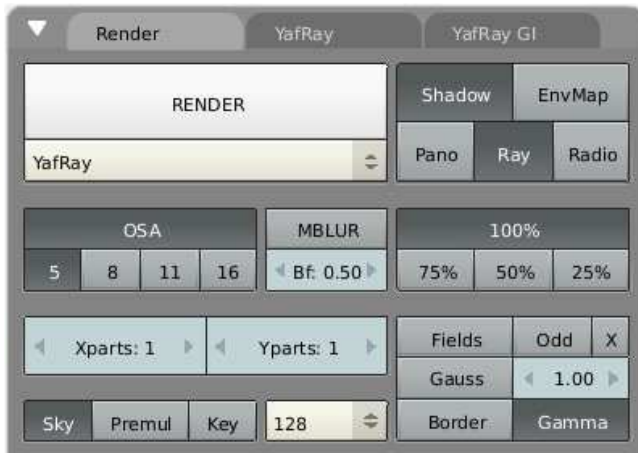 Render YafRay YafRay GI
RENDER
Shadow EnvMap
YafRay
Pano Ray Radio
OSA MBLUR 100%
5 8 11 16 Bf: 0.50 75% 50% 25%
Xparts: 1 Yparts: 1 Fields Odd X
Gauss 1.00
Sky Premul Key 128 Border Gamma